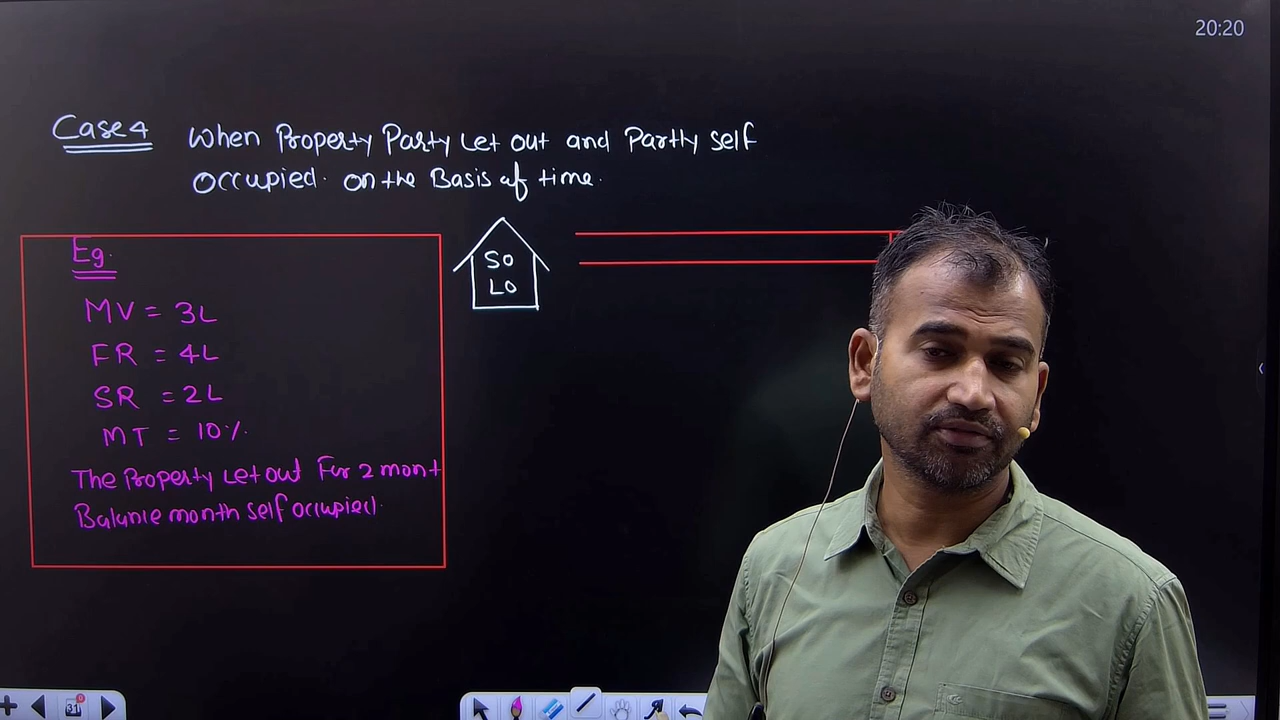 20:20
Case 4 When Property Party Let out and Partly self
occupied. on the Basis of time.
Eg.
MV = 3L
FR = 4L
SR = 2L
MT = 10%.
The Property Let out For 2 mont
Balance month self occupied.
SO
LO
31